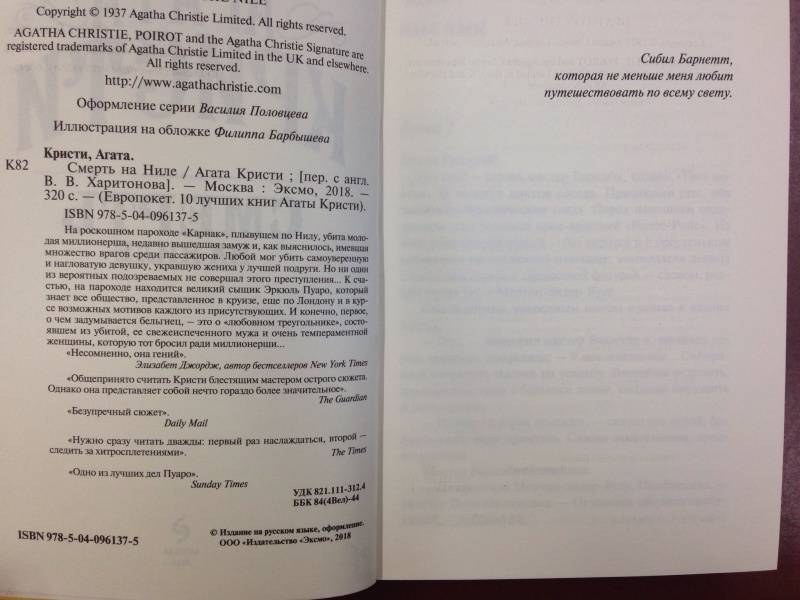 Copyright © 1937 Agatha Christie Limited. All rights reserved.
AGATHA CHRISTIE, POIROT and the Agatha Christie Signature are
registered trademarks of Agatha Christie Limited in the UK and elsewhere.
All rights reserved.
http://www.agathachristie.com
Оформление серии Василия Половцева
Иллюстрация на обложке Филиппа Барбышева
Кристи, Агата.
К82
Смерть на Ниле / Агата Кристи ; [пер. с англ.
В. В. Харитонова]. — Москва : Эксмо, 2018. —
320 с. — (Европокет. 10 лучших книг Агаты Кристи).
ISBN 978-5-04-096137-5
На роскошном пароходе «Карнак», плывущем по Нилу, убита моло-
дая миллионерша, недавно вышедшая замуж и, как выяснилось, имевшая
множество врагов среди пассажиров. Любой мог убить самоуверенную
и нагловатую девушку, укравшую жениха у лучшей подруги. Но ни один
из вероятных подозреваемых не совершал этого преступления... К сча-
стью, на пароходе находится великий сыщик Эркюль Пуаро, который
знает все общество, представленное в круизе, еще по Лондону и в кур-
се возможных мотивов каждого из присутствующих. И конечно, первое,
о чем задумывается бельгиец, — это о «любовном треугольнике», состо-
явшем из убитой, ее свежеиспеченного мужа и очень темпераментной
женщины, которую тот бросил ради миллионерши...
«Несомненно, она гений».
Элизабет Джордж, автор бестселлеров New York Times
«Общепринято считать Кристи блестящим мастером острого сюжета.
Однако она представляет собой нечто гораздо более значительное».
The Guardian
«Безупречный сюжет».
Daily Mail
«Нужно сразу читать дважды: первый раз наслаждаться, второй —
следить за хитросплетениями».
The Times
«Одно из лучших дел Пуаро».
Sunday Times
УДК 821.111-312.4
ББК 84(4Вел)-44
© Издание на русском языке, оформление.
ООО «Издательство «Эксмо», 2018
ISBN 978-5-04-096137-5
Сибил Барнетт,
которая не меньше меня любит
путешествовать по всему свету.